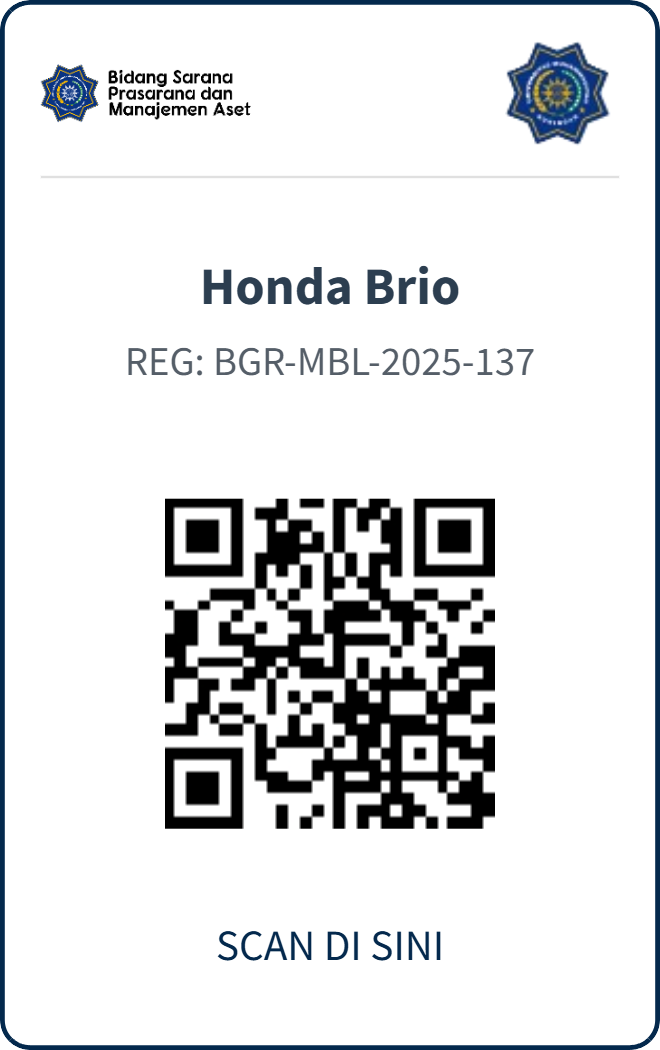 Bidang Sarana
Prasarana dan
Manajemen Aset
Honda Brio
REG: BGR-MBL-2025-137
SCAN DI SINI